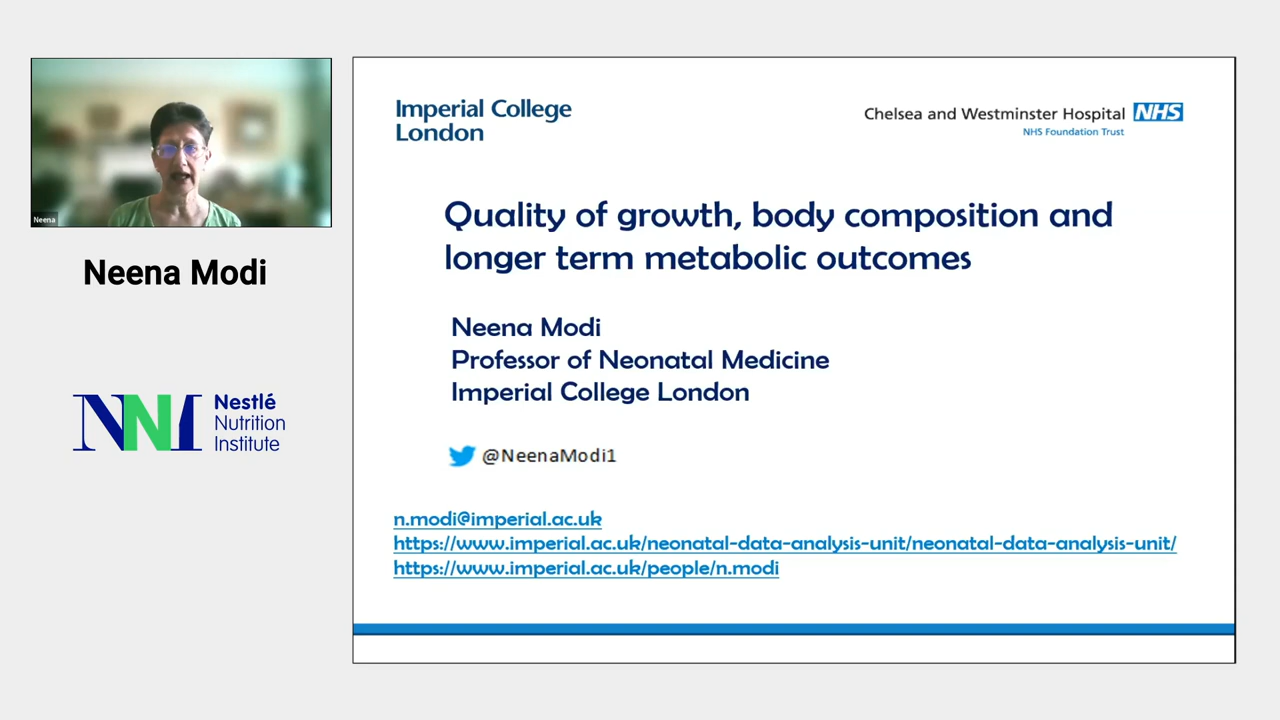 Neena
Neena Modi
NNI
Nestlé
Nutrition
Institute
Imperial College
London
Chelsea and Westminster Hospital NHS
NHS Foundation Trust
Quality of growth, body composition and
longer term metabolic outcomes
Neena Modi
Professor of Neonatal Medicine
Imperial College London
@NeenaModi1
n.modi@imperial.ac.uk
https://www.imperial.ac.uk/neonatal-data-analysis-unit/neonatal-data-analysis-unit/
https://www.imperial.ac.uk/people/n.modi